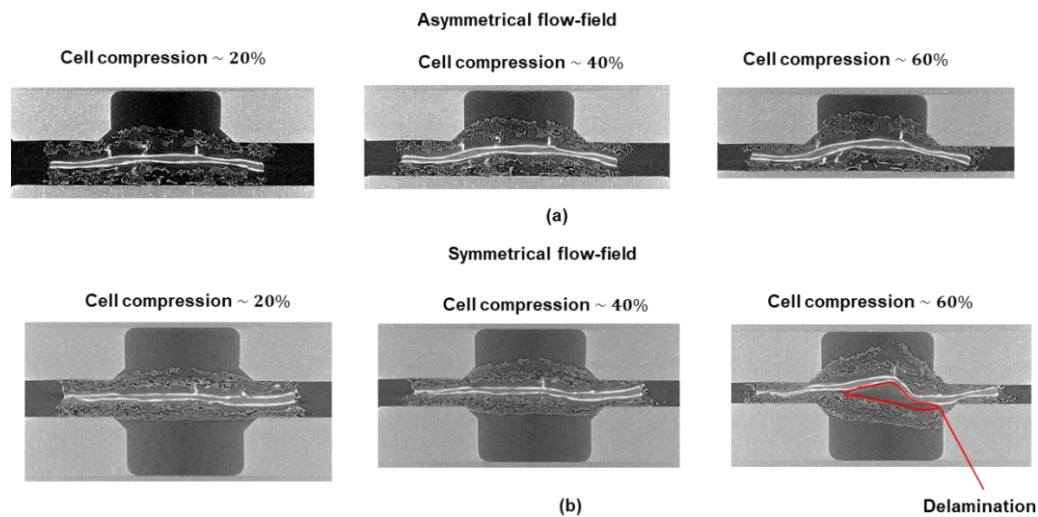 Asymmetrical flow-field
Cell compression ~ 20%
Cell compression ~ 40%
Cell compression ~ 60%
(a)
Symmetrical flow-field
Cell compression ~ 20%
Cell compression ~ 40%
Cell compression ~ 60%
Delamination
(b)